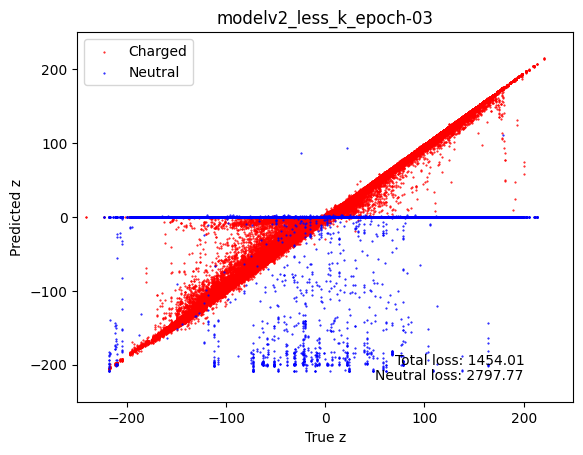 modelv2_less_k_epoch-03
Charged
Neutral
200
100
0
−100
−200
Predicted z
Total loss: 1454.01
Neutral loss: 2797.77
−200
−100
0
100
200
True z